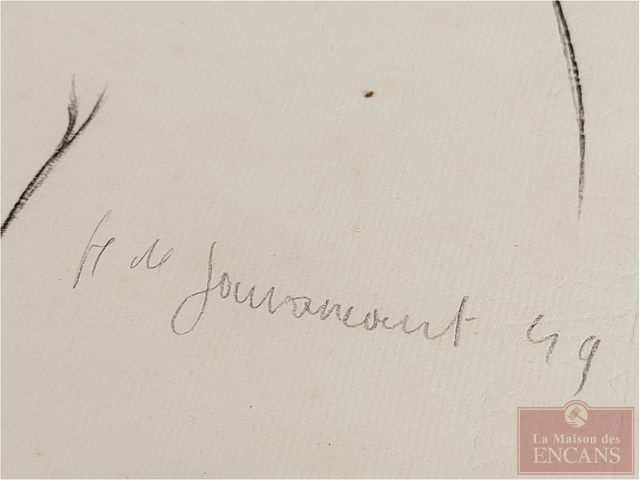 H de Jouvancourt 49
La Maison des
ENCANS